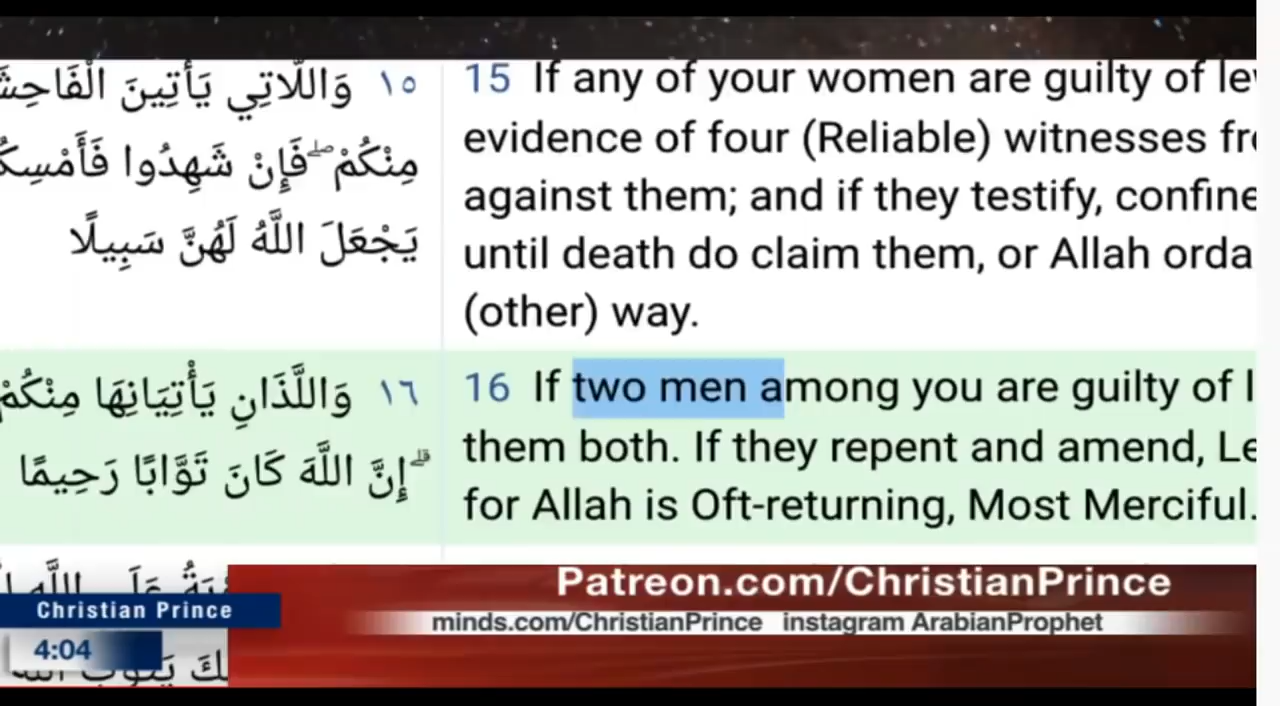 ١٥ وَاللَّاتِي يَأْتِينَ
مِنْكُمْ ۖ فَإِنْ شَهِدُوا
يَجْعَلَ اللَّهُ لَهُنَّ سَبِيلًا
15 If any of your women are guilty of le
evidence of four (Reliable) witnesses
against them; and if they testify, confine
until death do claim them, or Allah orda
(other) way.
١٦ وَاللَّذَانِ يَأْتِيَانِهَا مِنْكُمْ
ۗ إِنَّ اللَّهَ كَانَ تَوَّابًا رَحِيمًا
16 If two men among you are guilty of
them both. If they repent and amend, Le
for Allah is Oft-returning, Most Merciful.
Patreon.com/ChristianPrince
Christian Prince
minds.com/ChristianPrince instagram ArabianProphet
4:04